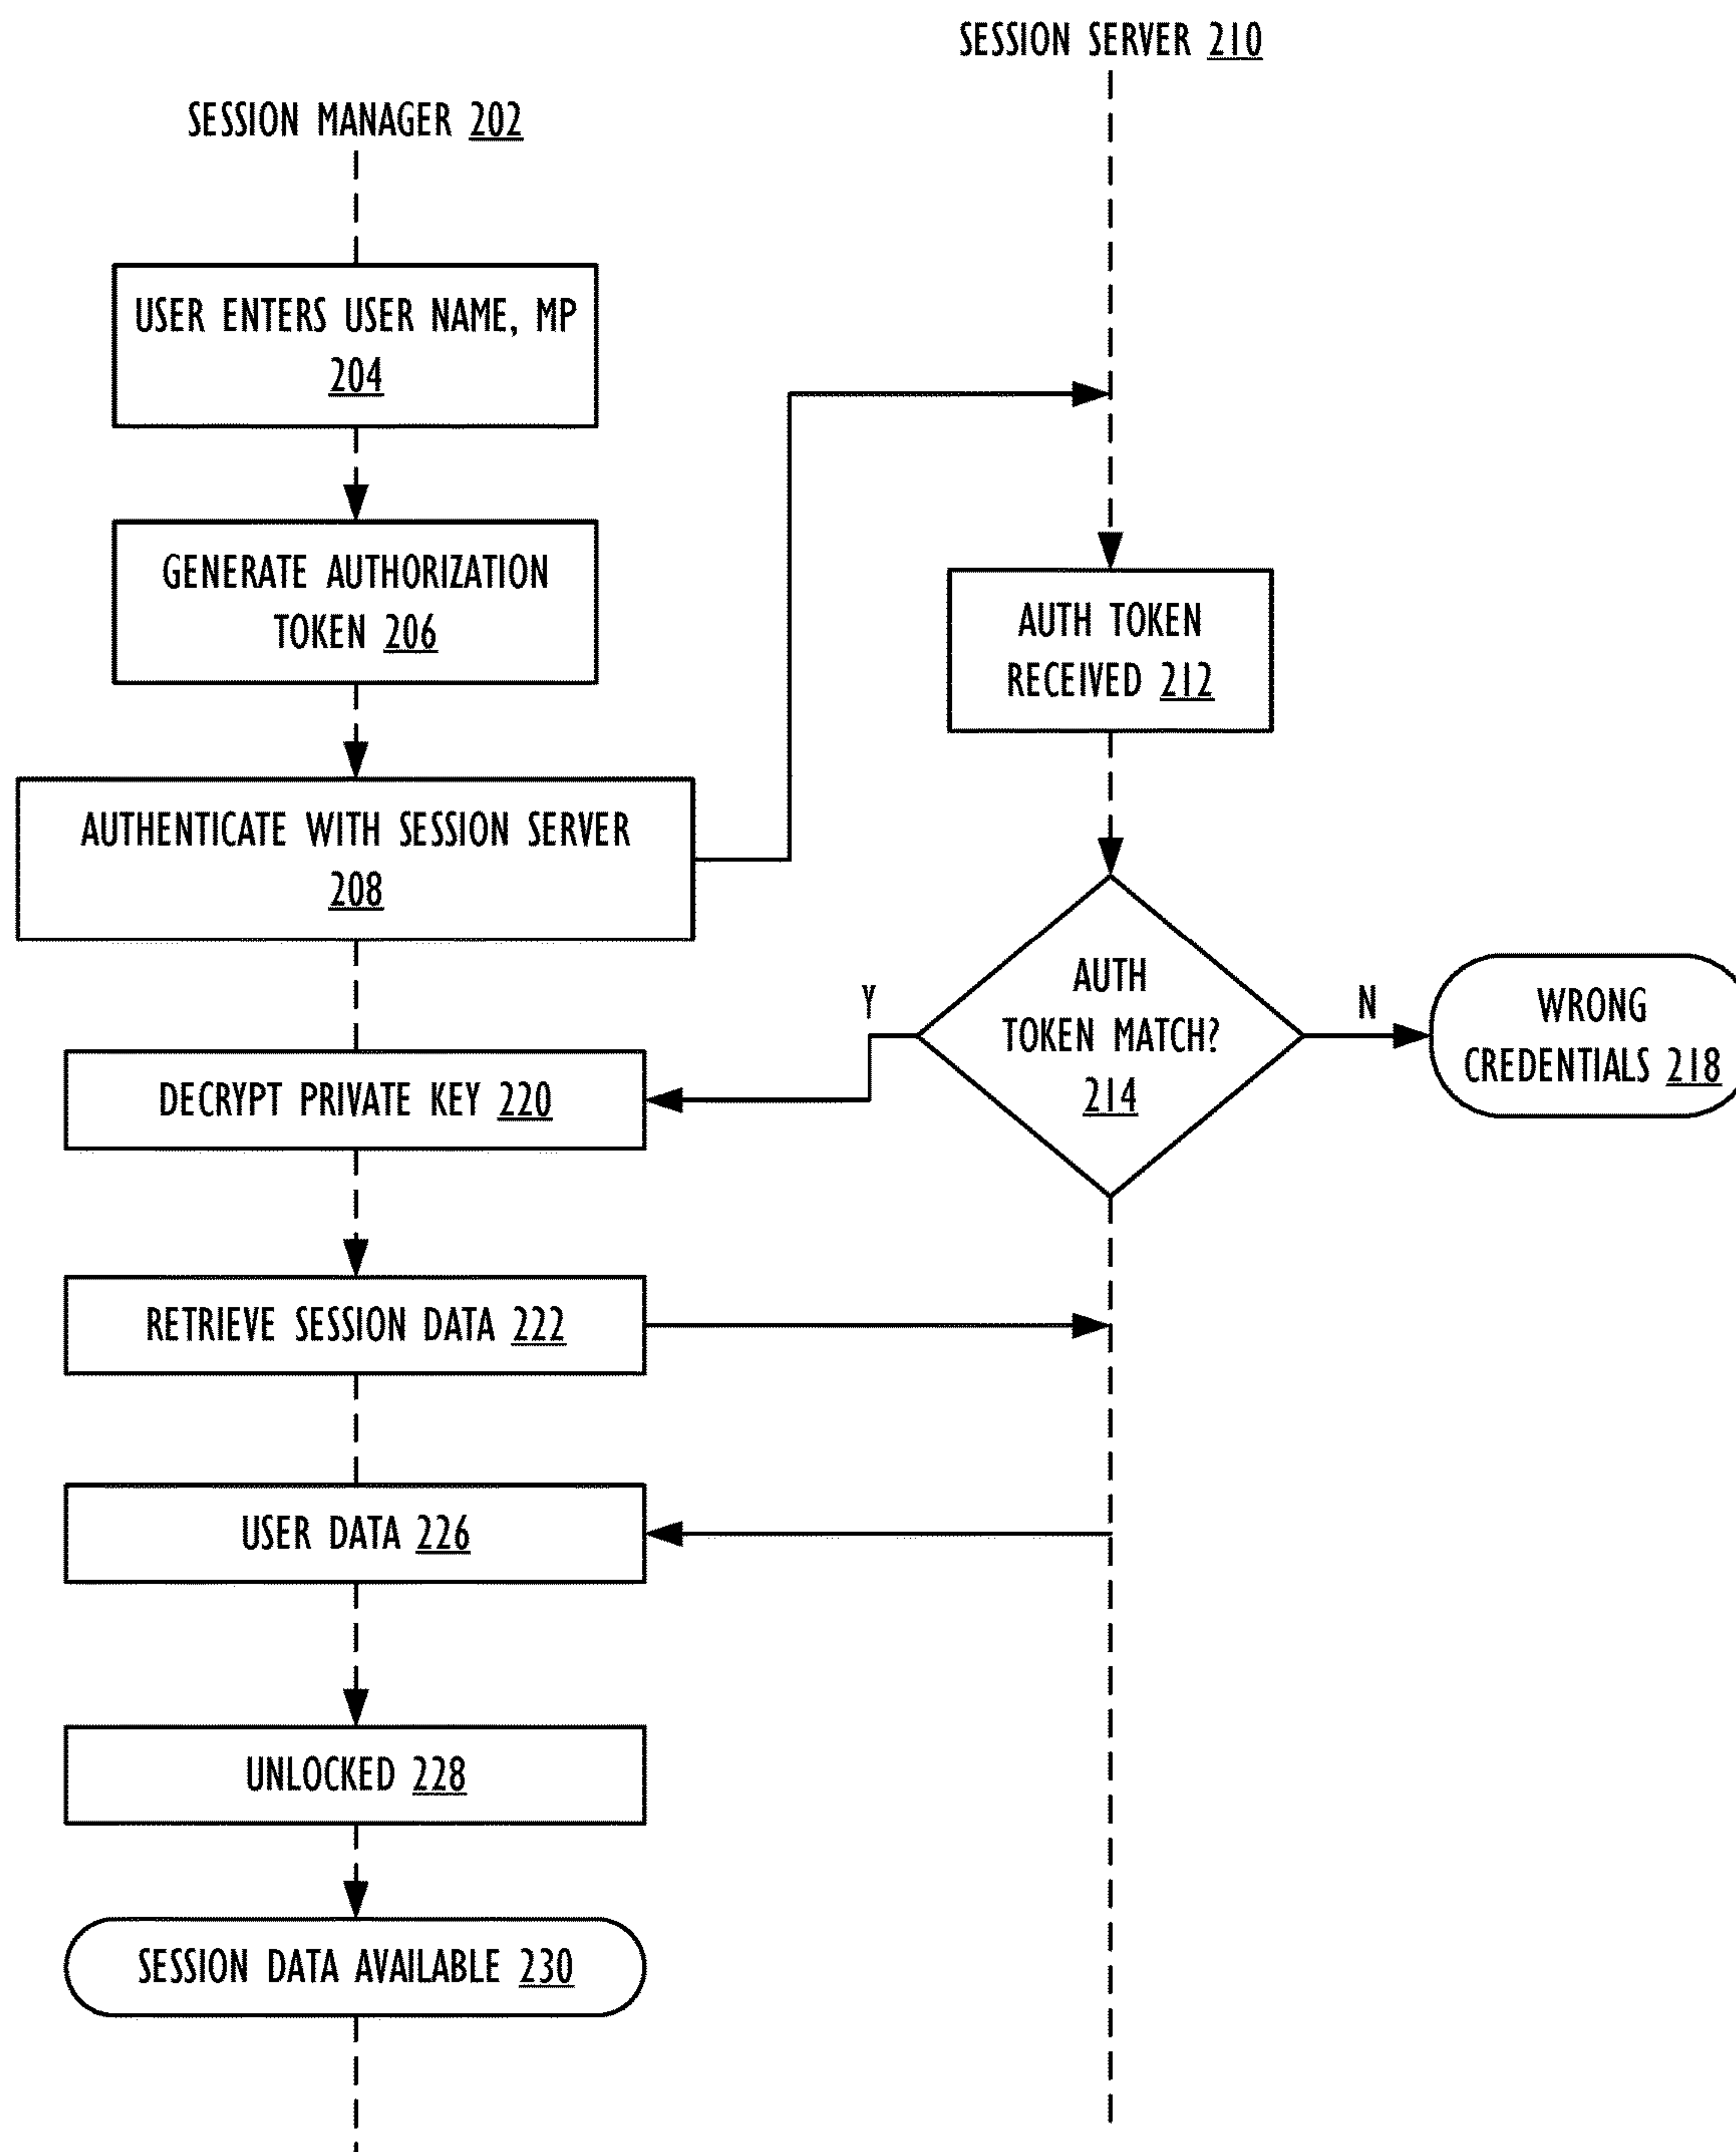 SESSION SERVER 210
SESSION MANAGER 202
USER ENTERS USER NAME, MP
204
GENERATE AUTHORIZATION
TOKEN 206
AUTH TOKEN
RECEIVED 212
AUTHENTICATE WITH SESSION SERVER
208
AUTH
TOKEN MATCH?
214
Y
N
WRONG
CREDENTIALS 218
DECRYPT PRIVATE KEY 220
RETRIEVE SESSION DATA 222
USER DATA 226
UNLOCKED 228
SESSION DATA AVAILABLE 230